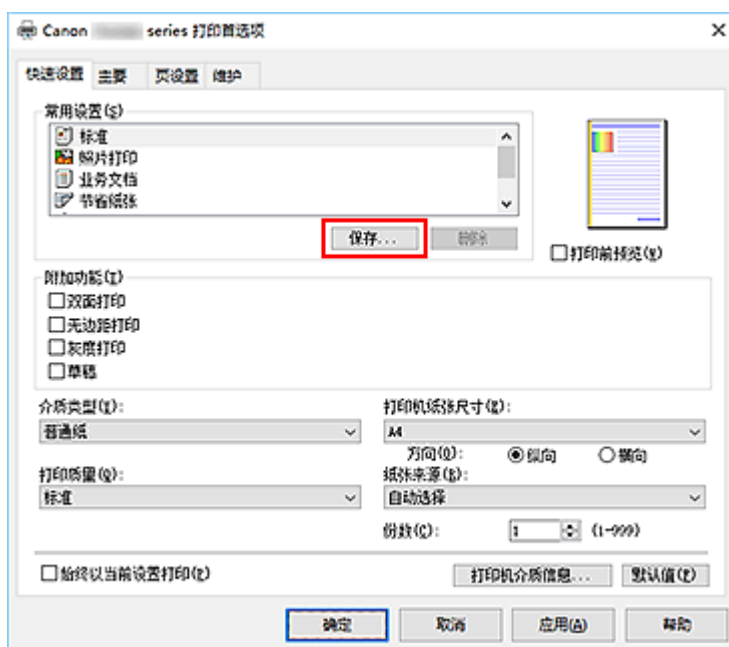 Canon series 打印首选项
快速设置 主要 页设置 维护
常用设置(S)
标准
照片打印
业务文档
节省纸张
保存... 删除
打印前预览(V)
附加功能(T)
双面打印
无边距打印
灰度打印
草稿
介质类型(Y): 打印机纸张尺寸(Z):
普通纸 A4
方向(O): 纵向 横向
打印质量(Q): 纸张来源(B):
标准 自动选择
份数(C): 1 (1-999)
始终以当前设置打印(R)
打印机介质信息... 默认值(F)
确定 取消 应用(A) 帮助